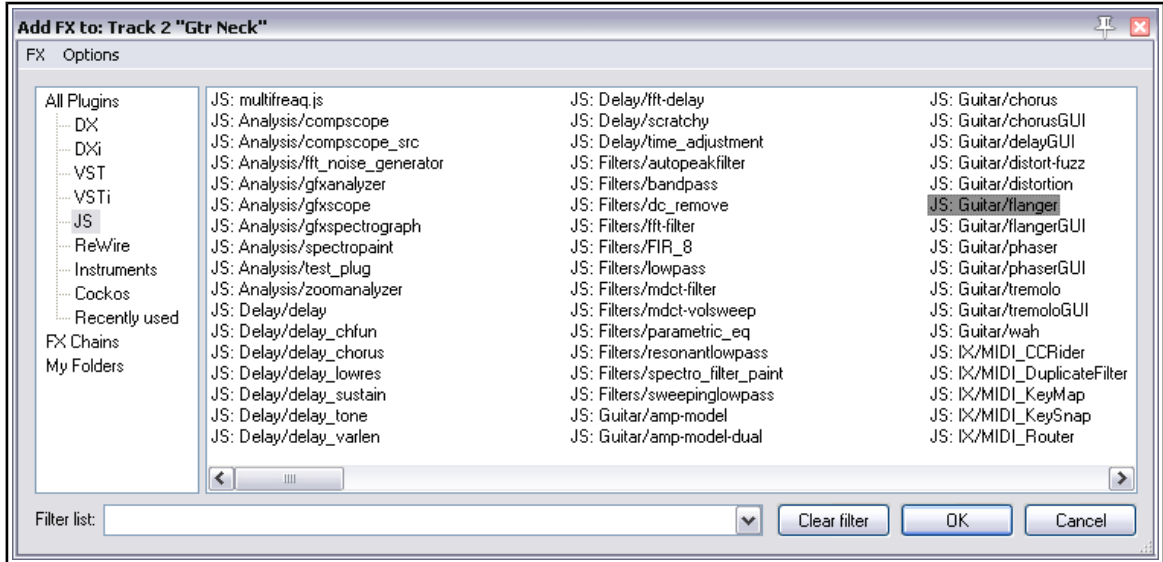 Add FX to: Track 2 "Gtr Neck"
FX Options
All Plugins
DX
DXi
VST
VSTi
JS
ReWire
Instruments
Cockos
Recently used
FX Chains
My Folders
JS: multifreaq.js
JS: Analysis/compscope
JS: Analysis/compscope_src
JS: Analysis/fft_noise_generator
JS: Analysis/gfxanalyzer
JS: Analysis/gfxscope
JS: Analysis/gfxspectrograph
JS: Analysis/spectropaint
JS: Analysis/test_plug
JS: Analysis/zoomanalyzer
JS: Delay/delay
JS: Delay/delay_chfun
JS: Delay/delay_chorus
JS: Delay/delay_lowres
JS: Delay/delay_sustain
JS: Delay/delay_tone
JS: Delay/delay_varlen
JS: Delay/fft-delay
JS: Delay/scratchy
JS: Delay/time_adjustment
JS: Filters/autopeakfilter
JS: Filters/bandpass
JS: Filters/dc_remove
JS: Filters/fft-filter
JS: Filters/FIR_8
JS: Filters/lowpass
JS: Filters/mdct-filter
JS: Filters/mdct-volsweep
JS: Filters/parametric_eq
JS: Filters/resonantlowpass
JS: Filters/spectro_filter_paint
JS: Filters/sweepinglowpass
JS: Guitar/amp-model
JS: Guitar/amp-model-dual
JS: Guitar/chorus
JS: Guitar/chorusGUI
JS: Guitar/delayGUI
JS: Guitar/distort-fuzz
JS: Guitar/distortion
JS: Guitar/flanger
JS: Guitar/flangerGUI
JS: Guitar/phaser
JS: Guitar/phaserGUI
JS: Guitar/tremolo
JS: Guitar/tremoloGUI
JS: Guitar/wah
JS: IX/MIDI_CCRider
JS: IX/MIDI_DuplicateFilter
JS: IX/MIDI_KeyMap
JS: IX/MIDI_KeySnap
JS: IX/MIDI_Router
Filter list: Clear filter OK Cancel